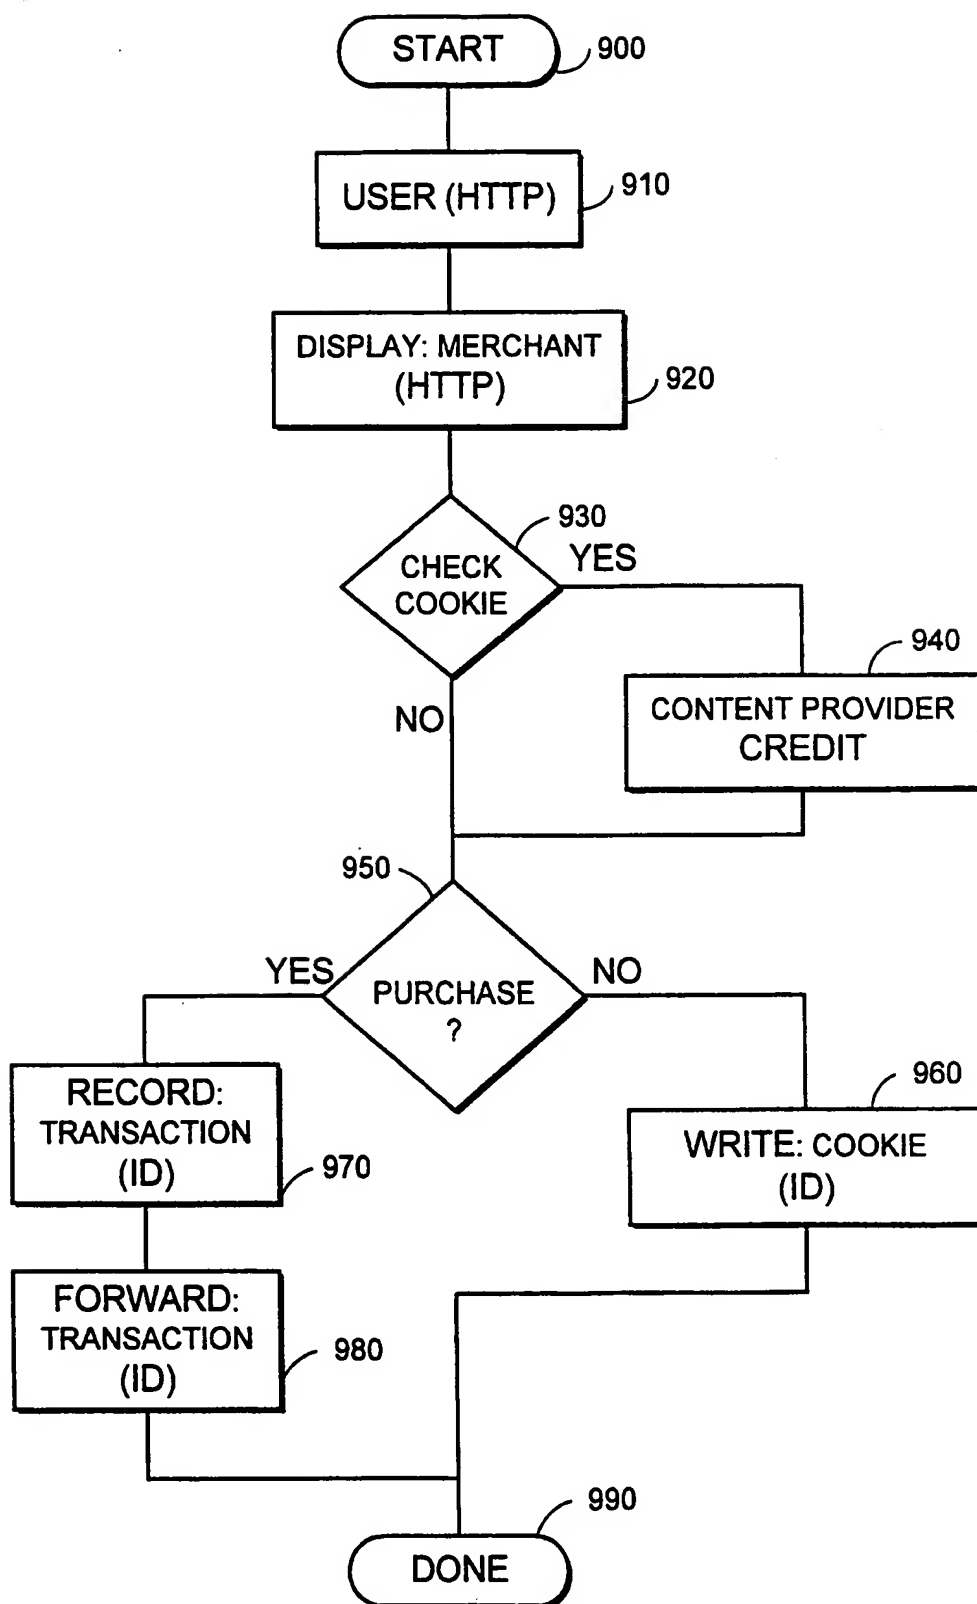 START
900
USER (HTTP)
910
DISPLAY: MERCHANT
(HTTP)
920
930
CHECK
COOKIE
YES
NO
940
CONTENT PROVIDER
CREDIT
950
YES
PURCHASE
?
NO
RECORD:
TRANSACTION
(ID)
970
960
WRITE: COOKIE
(ID)
FORWARD:
TRANSACTION
(ID)
980
990
DONE